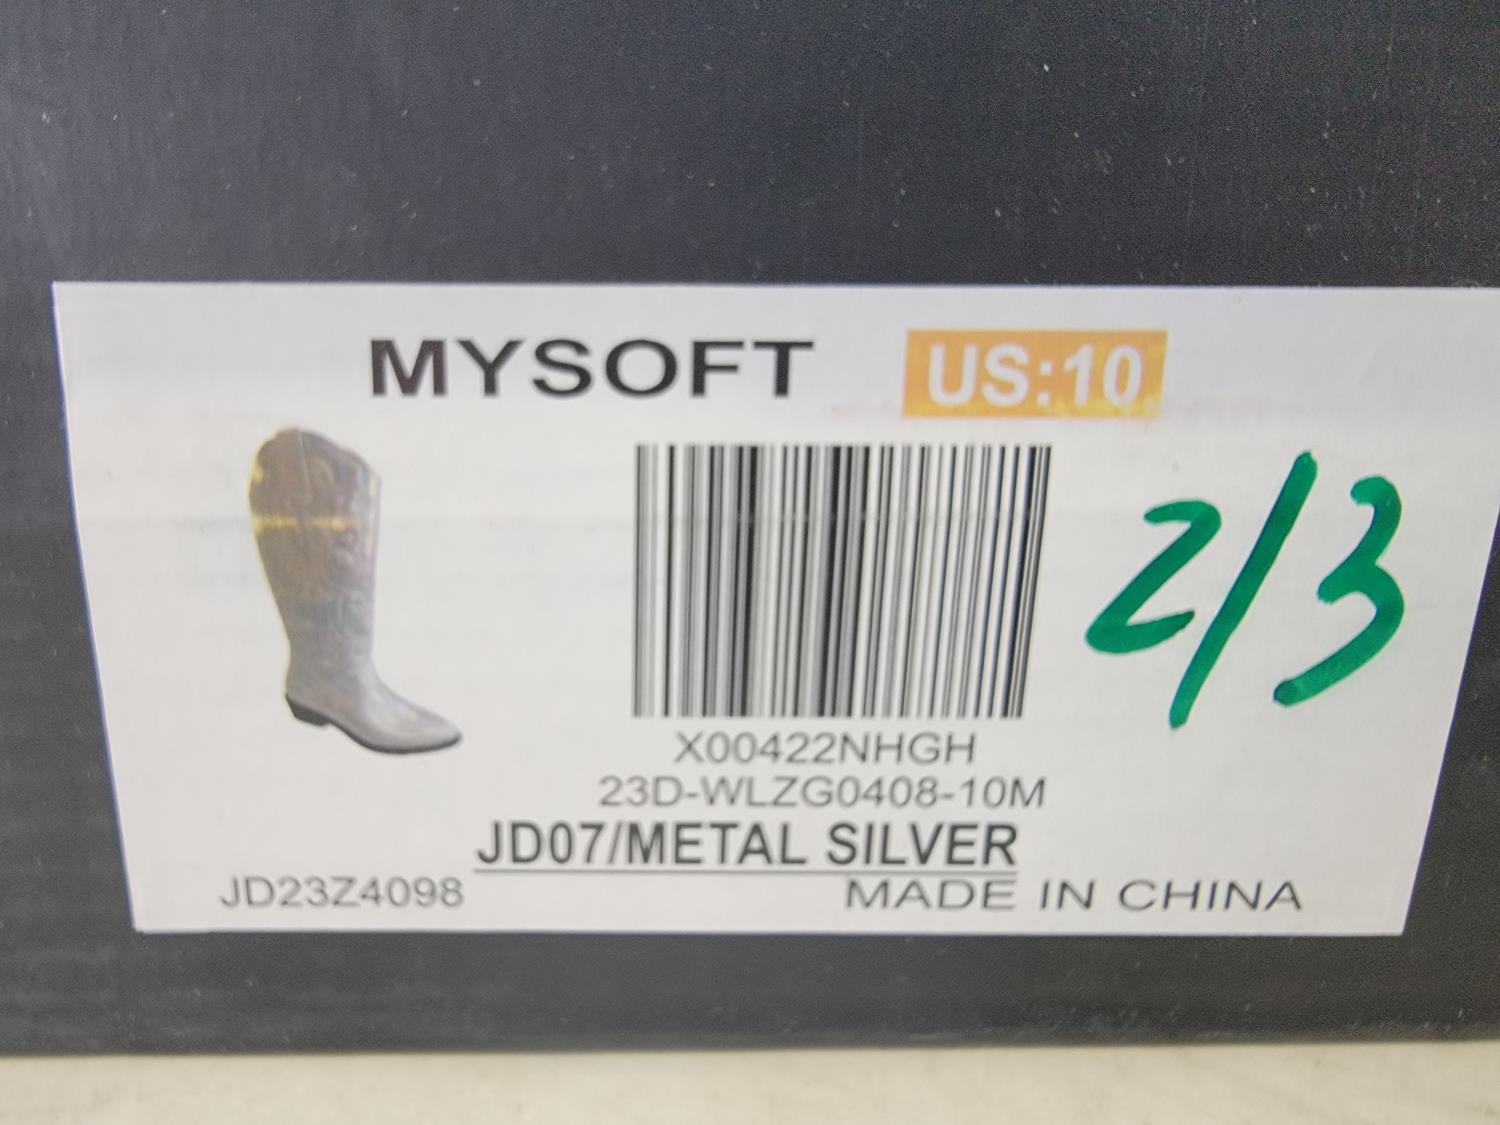 MYSOFT US:10
2/3
X00422NHGH
23D-WLZG0408-10M
JD07/METAL SILVER
JD23Z4098 MADE IN CHINA